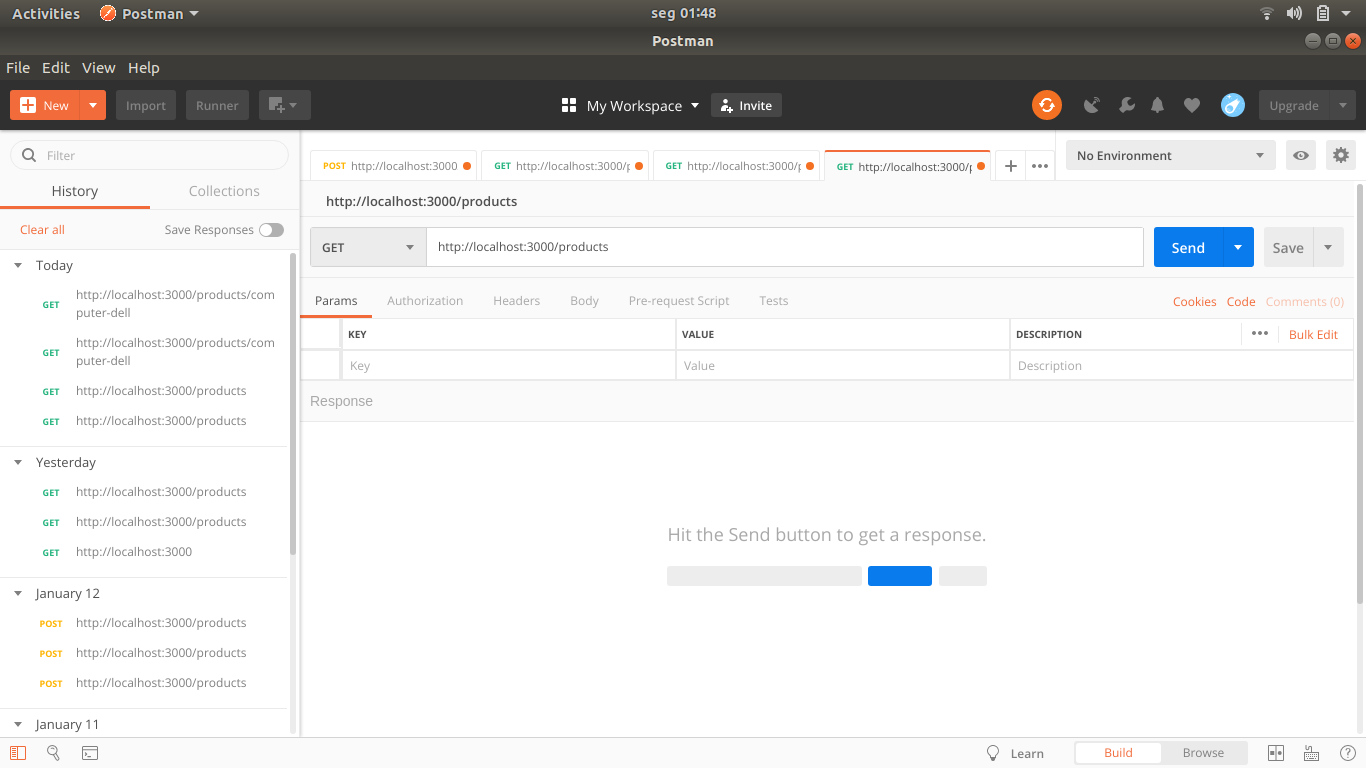 Activities Postman seg 01:48
Postman
File Edit View Help
New Import Runner My Workspace Invite Upgrade
Filter
History Collections
Clear all Save Responses
Today
GET http://localhost:3000/products/com
puter-dell
GET http://localhost:3000/products/com
puter-dell
GET http://localhost:3000/products
GET http://localhost:3000/products
Yesterday
GET http://localhost:3000/products
GET http://localhost:3000/products
GET http://localhost:3000
January 12
POST http://localhost:3000/products
POST http://localhost:3000/products
POST http://localhost:3000/products
January 11
POST http://localhost:3000 GET http://localhost:3000/p GET http://localhost:3000/p GET http://localhost:3000/p + ••• No Environment
http://localhost:3000/products
GET http://localhost:3000/products Send Save
Params Authorization Headers Body Pre-request Script Tests Cookies Code Comments (0)
KEY VALUE DESCRIPTION ••• Bulk Edit
Key Value Description
Response
Hit the Send button to get a response.
Learn Build Browse